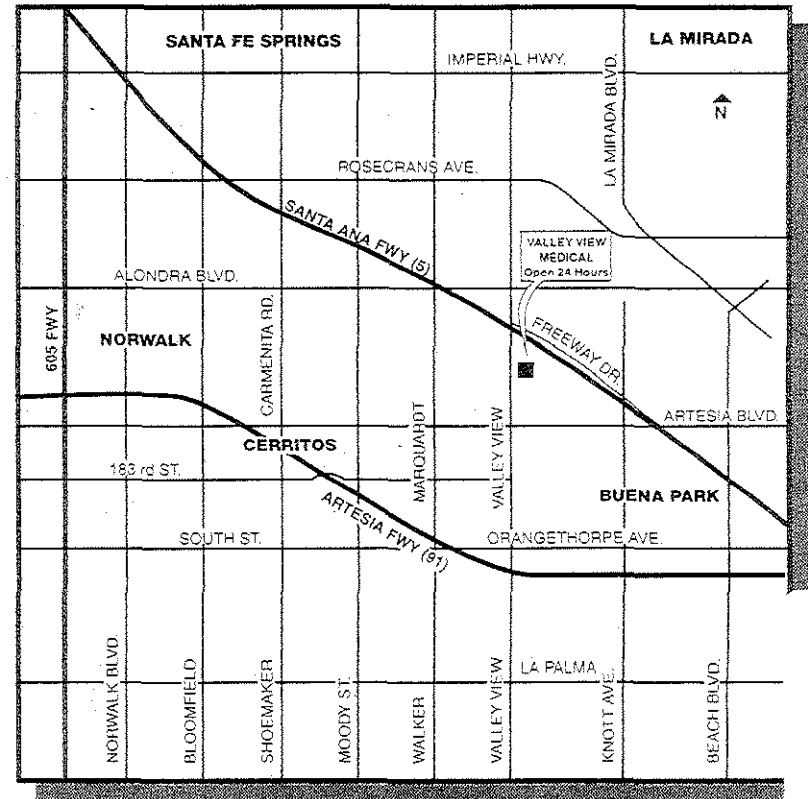 SANTA FE SPRINGS
LA MIRADA
IMPERIAL HWY.
LA MIRADA BLVD.
N
ROSECRANS AVE.
SANTA ANA FWY (5)
VALLEY VIEW
MEDICAL
Open 24 Hours
ALONDRA BLVD.
605 FWY
NORWALK
CARMENITA RD.
FREEWAY DR.
MARQUARDT
VALLEY VIEW
ARTESIA BLVD.
CERRITOS
183 rd ST.
ARTESIA FWY (91)
BUENA PARK
SOUTH ST.
ORANGETHORPE AVE.
NORWALK BLVD.
BLOOMFIELD
SHOEMAKER
MOODY ST.
WALKER
VALLEY VIEW
LA PALMA
KNOTT AVE.
BEACH BLVD.